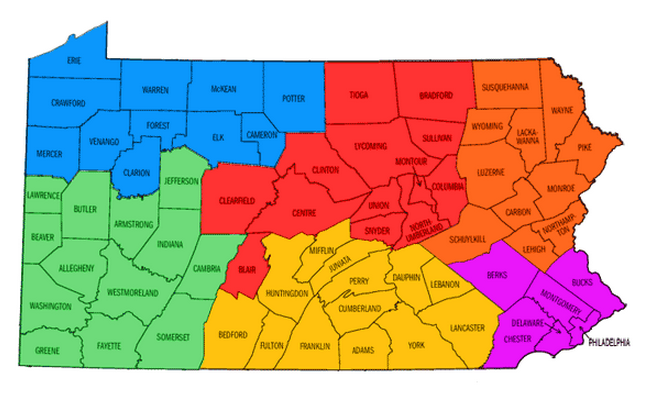 ERIE
CRAWFORD
WARREN
McKEAN
POTTER
MERCER
VENANGO
FOREST
ELK
CAMERON
CLARION
TIOGA
BRADFORD
LYCOMING
SULLIVAN
CLINTON
MONTOUR
COLUMBIA
CLEARFIELD
CENTRE
UNION
SNYDER
NORTH-
UMBERLAND
BLAIR
SUSQUEHANNA
WAYNE
WYOMING
LACKA-
WANNA
PIKE
LUZERNE
MONROE
CARBON
NORTHAMP-
TON
SCHUYLKILL
LEHIGH
JEFFERSON
LAWRENCE
BUTLER
ARMSTRONG
INDIANA
BEAVER
ALLEGHENY
CAMBRIA
WESTMORELAND
WASHINGTON
GREENE
FAYETTE
SOMERSET
MIFFLIN
JUNIATA
PERRY
DAUPHIN
LEBANON
HUNTINGDON
CUMBERLAND
BEDFORD
FULTON
FRANKLIN
ADAMS
YORK
LANCASTER
BERKS
BUCKS
MONTGOMERY
DELAWARE
CHESTER
PHILADELPHIA